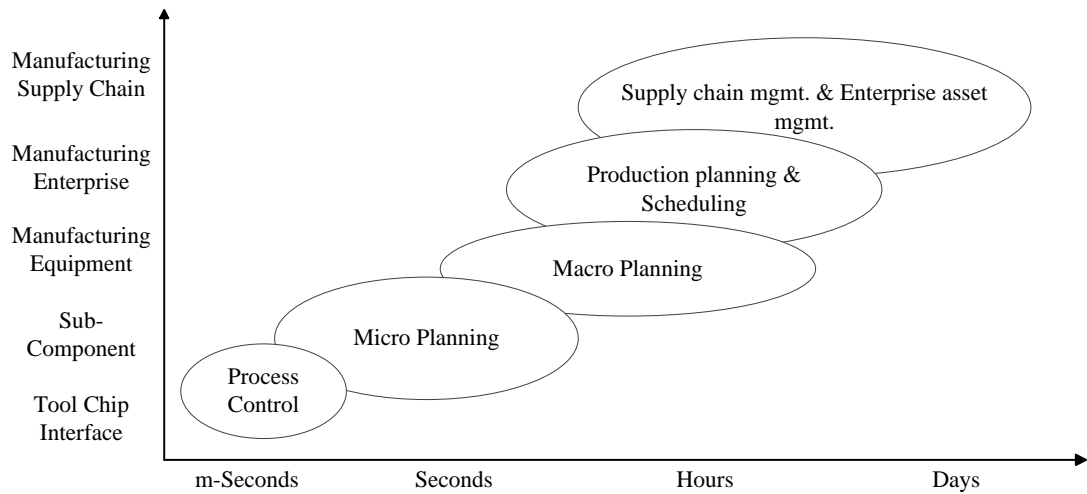 Manufacturing
Supply Chain
Supply chain mgmt. & Enterprise asset
mgmt.
Manufacturing
Enterprise
Production planning &
Scheduling
Manufacturing
Equipment
Macro Planning
Sub-
Component
Micro Planning
Process
Control
Tool Chip
Interface
m-Seconds
Seconds
Hours
Days